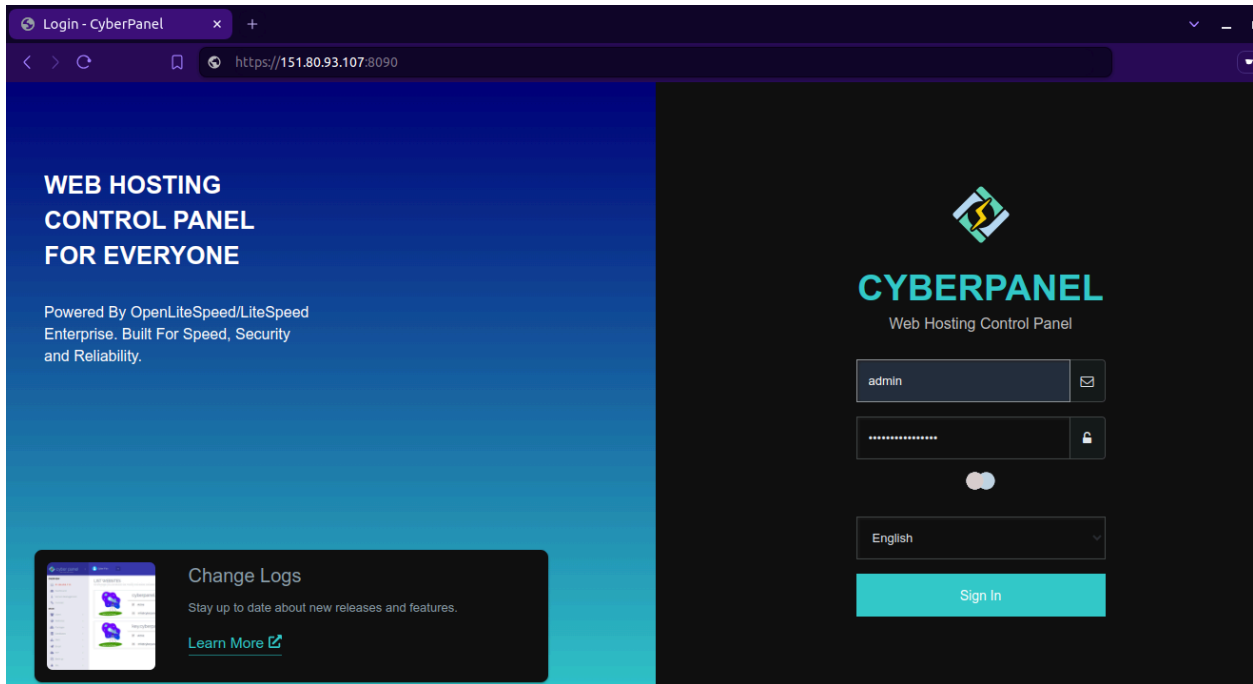 Login - CyberPanel
https://151.80.93.107:8090
WEB HOSTING
CONTROL PANEL
FOR EVERYONE
Powered By OpenLiteSpeed/LiteSpeed
Enterprise. Built For Speed, Security
and Reliability.
Change Logs
Stay up to date about new releases and features.
Learn More
CYBERPANEL
Web Hosting Control Panel
admin
English
Sign In